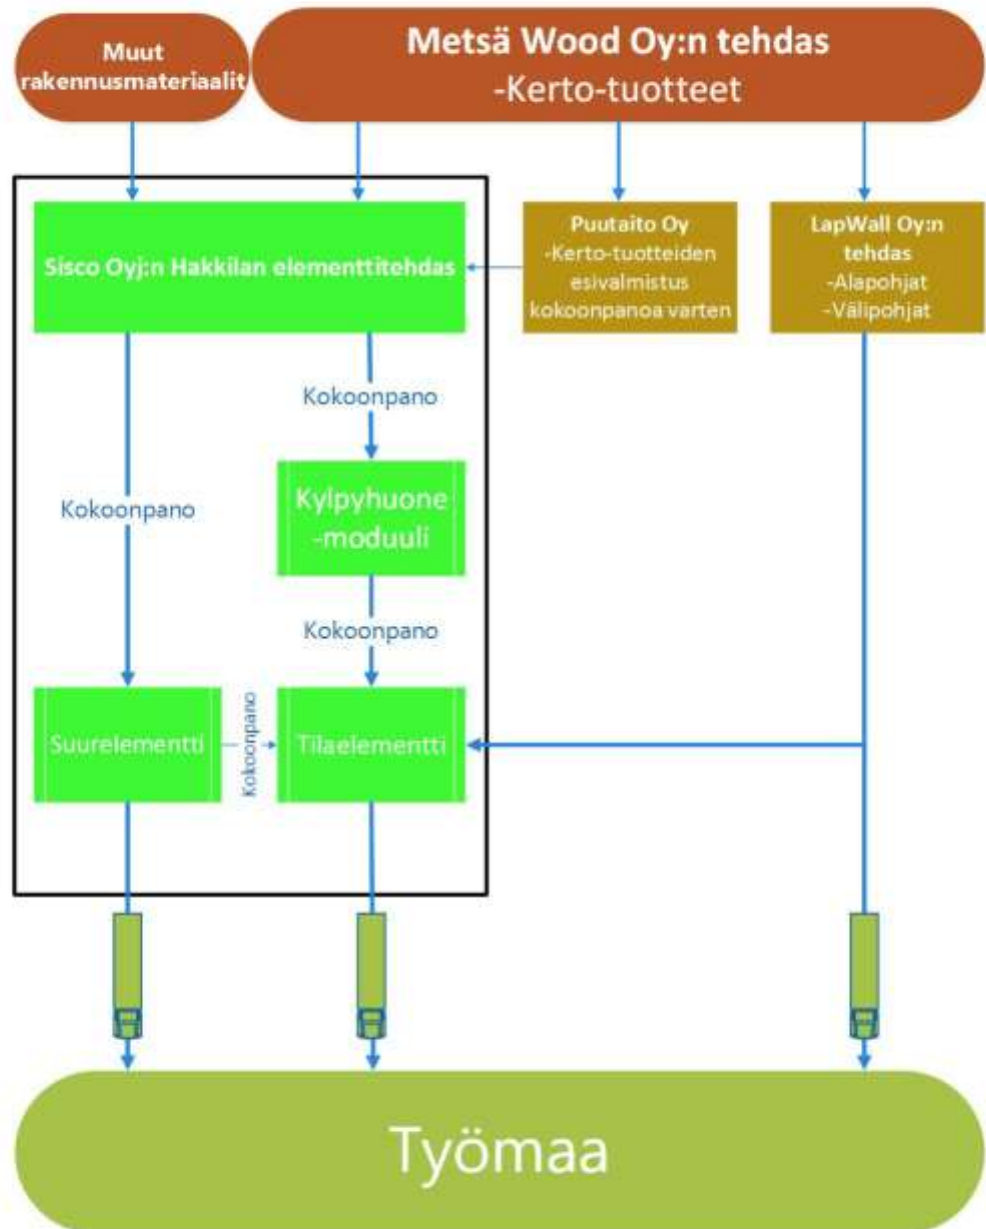 Muut
rakennusmateriaalit
Metsä Wood Oy:n tehdas
-Kerto-tuotteet
Sisco Oyj:n Hakkilan elementtitehdas
Puutaito Oy
-Kerto-tuotteiden
esivalmistus
kokoonpanoa varten
LapWall Oy:n
tehdas
-Alapohjat
-Välipohjat
Kokoonpano
Kylpyhuone
-moduuli
Kokoonpano
Kokoonpano
Suurelementti
Kokoonpano
Tilaelementti
Työmaa